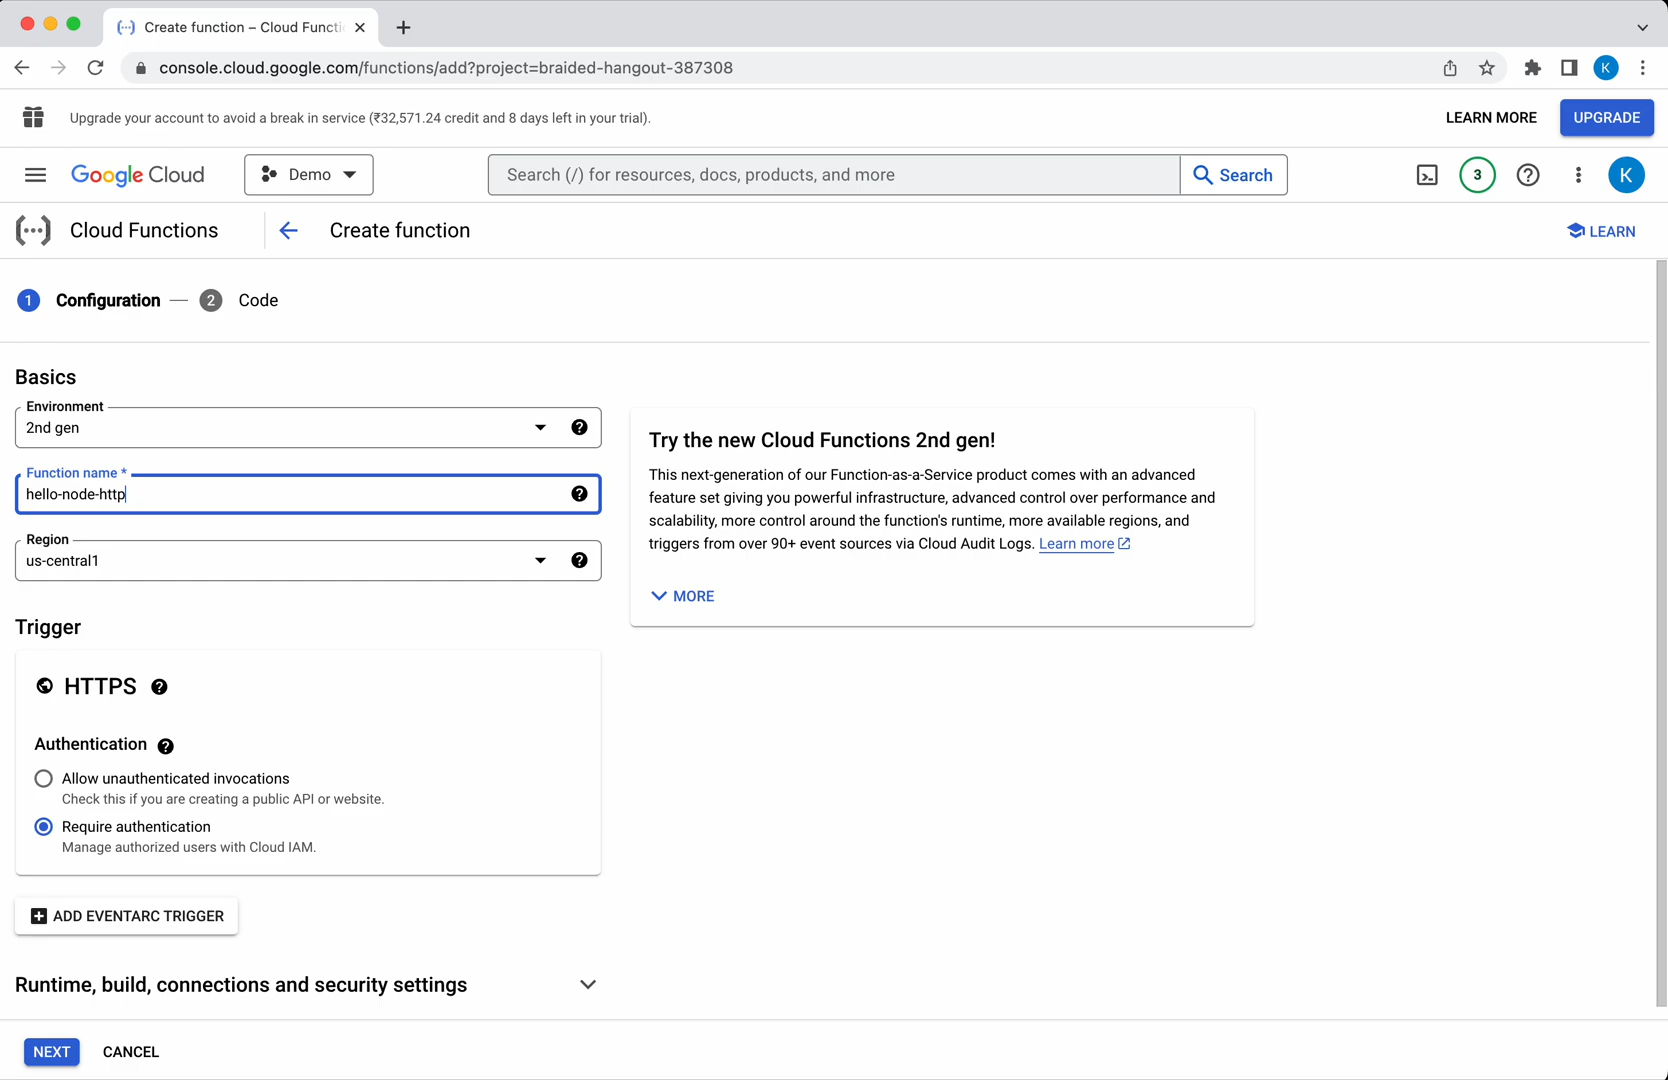 Create function – Cloud Functi
console.cloud.google.com/functions/add?project=braided-hangout-387308
K
Upgrade your account to avoid a break in service (₹32,571.24 credit and 8 days left in your trial).
LEARN MORE
UPGRADE
Google Cloud
Demo
Search (/) for resources, docs, products, and more
Search
3
K
Cloud Functions
Create function
LEARN
1 Configuration — 2 Code
Basics
Environment
2nd gen
Function name *
hello-node-http
Region
us-central1
Try the new Cloud Functions 2nd gen!
This next-generation of our Function-as-a-Service product comes with an advanced
feature set giving you powerful infrastructure, advanced control over performance and
scalability, more control around the function's runtime, more available regions, and
triggers from over 90+ event sources via Cloud Audit Logs. Learn more
MORE
Trigger
HTTPS
Authentication
Allow unauthenticated invocations
Check this if you are creating a public API or website.
Require authentication
Manage authorized users with Cloud IAM.
ADD EVENTARC TRIGGER
Runtime, build, connections and security settings
NEXT
CANCEL